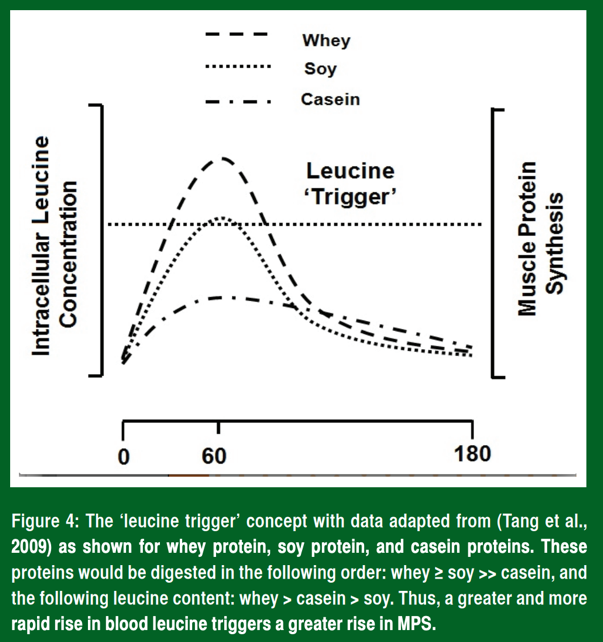 Whey
Soy
Casein
Leucine
‘Trigger’
Intracellular Leucine
Concentration
Muscle Protein
Synthesis
0
60
180
Figure 4: The ‘leucine trigger’ concept with data adapted from (Tang et al.,
2009) as shown for whey protein, soy protein, and casein proteins. These
proteins would be digested in the following order: whey ≥ soy >> casein, and
the following leucine content: whey > casein > soy. Thus, a greater and more
rapid rise in blood leucine triggers a greater rise in MPS.